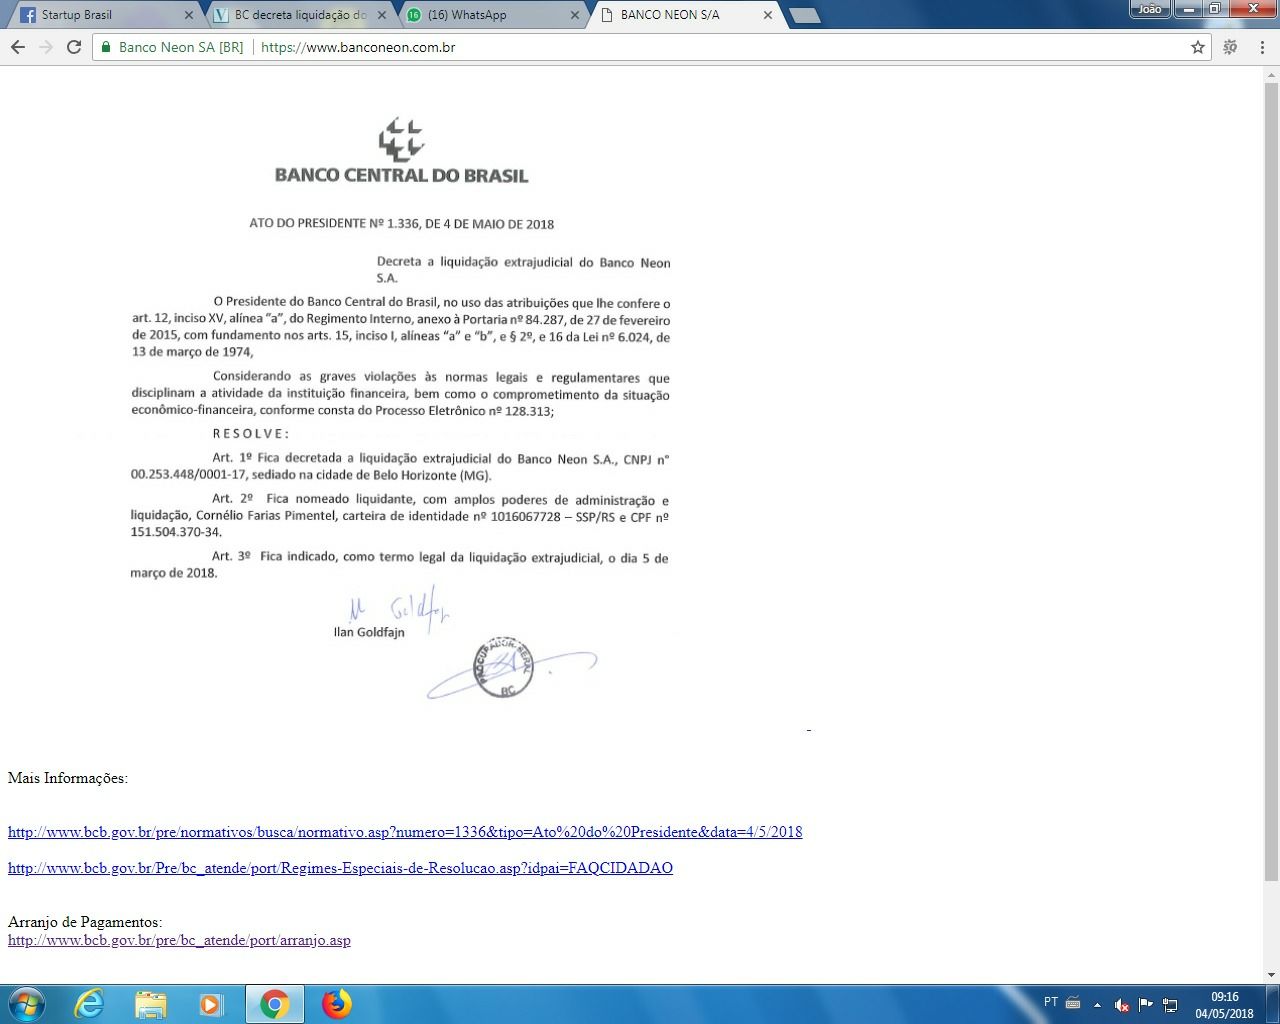 Startup Brasil
BC decreta liquidação do
(16) WhatsApp
BANCO NEON S/A
João
Banco Neon SA [BR]
https://www.banconeon.com.br
BANCO CENTRAL DO BRASIL
ATO DO PRESIDENTE Nº 1.336, DE 4 DE MAIO DE 2018
Decreta a liquidação extrajudicial do Banco Neon
S.A.
O Presidente do Banco Central do Brasil, no uso das atribuições que lhe confere o
art. 12, inciso XV, alínea “a”, do Regimento Interno, anexo à Portaria nº 84.287, de 27 de fevereiro
de 2015, com fundamento nos arts. 15, inciso I, alíneas “a” e “b”, e § 2º, e 16 da Lei nº 6.024, de
13 de março de 1974,
Considerando as graves violações às normas legais e regulamentares que
disciplinam a atividade da instituição financeira, bem como o comprometimento da situação
econômico-financeira, conforme consta do Processo Eletrônico nº 128.313;
R E S O L V E :
Art. 1º Fica decretada a liquidação extrajudicial do Banco Neon S.A., CNPJ n°
00.253.448/0001-17, sediado na cidade de Belo Horizonte (MG).
Art. 2º Fica nomeado liquidante, com amplos poderes de administração e
liquidação, Cornélio Farias Pimentel, carteira de identidade nº 1016067728 – SSP/RS e CPF nº
151.504.370-34.
Art. 3º Fica indicado, como termo legal da liquidação extrajudicial, o dia 5 de
março de 2018.
Goldfajn
Ilan Goldfajn
PROCURADOR-GERAL
BC
Mais Informações:
http://www.bcb.gov.br/pre/normativos/busca/normativo.asp?numero=1336&tipo=Ato%20do%20Presidente&data=4/5/2018
http://www.bcb.gov.br/Pre/bc_atende/port/Regimes-Especiais-de-Resolucao.asp?idpai=FAQCIDADAO
Arranjo de Pagamentos:
http://www.bcb.gov.br/pre/bc_atende/port/arranjo.asp
PT
09:16
04/05/2018